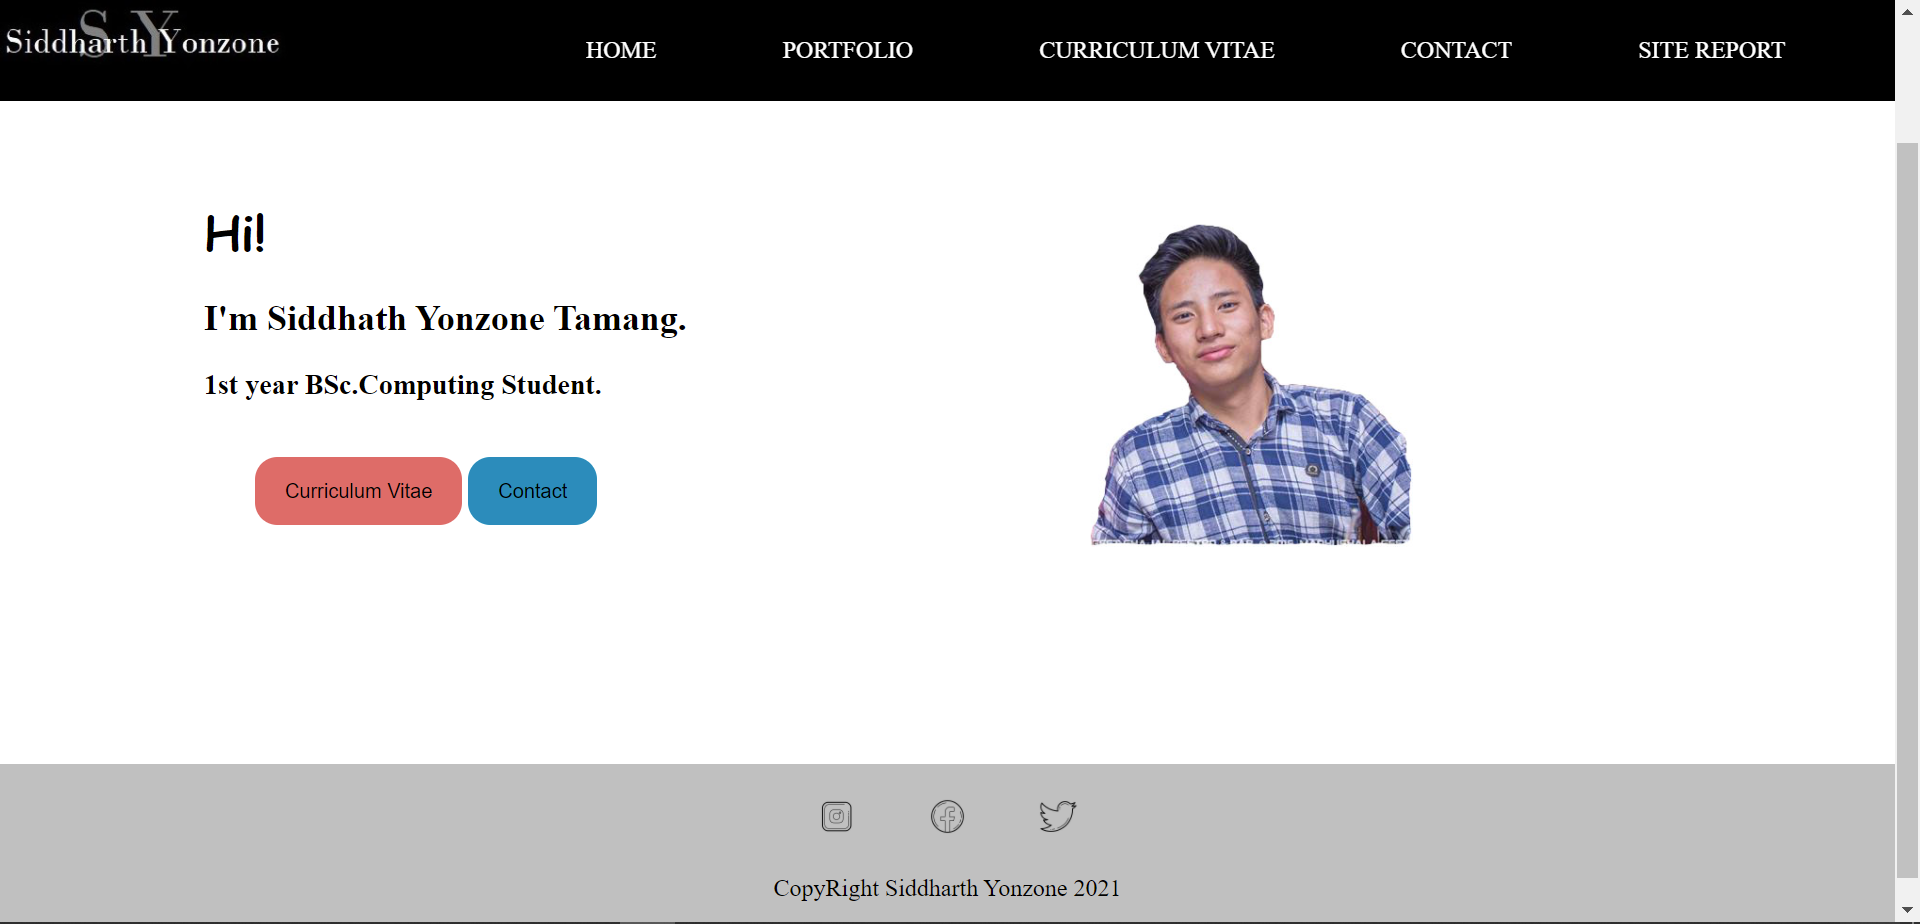 S Y
Siddharth Yonzone
HOME
PORTFOLIO
CURRICULUM VITAE
CONTACT
SITE REPORT
Hi!
I'm Siddhath Yonzone Tamang.
1st year BSc.Computing Student.
Curriculum Vitae
Contact
CopyRight Siddharth Yonzone 2021